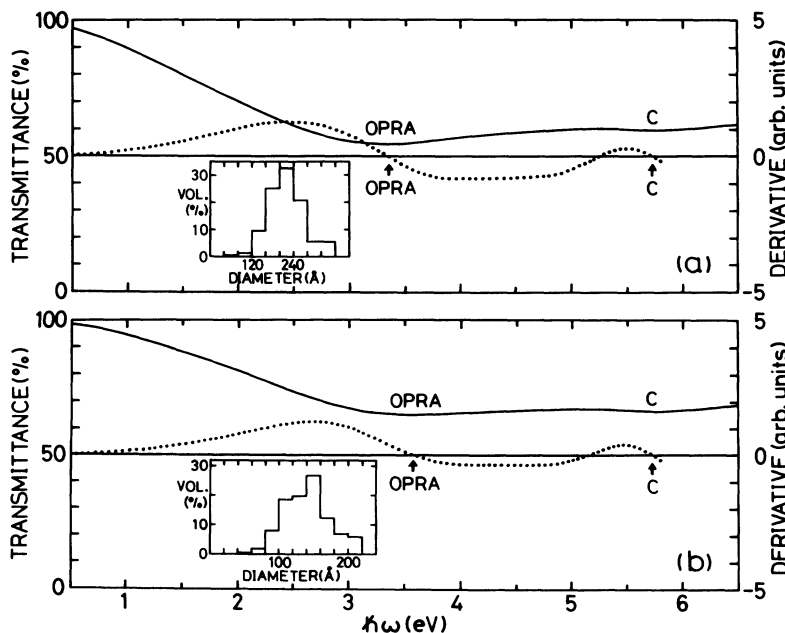 100
TRANSMITTANCE(%)
50
0
5
DERIVATIVE (arb. units)
0
-5
OPRA
C
OPRA
C
30
VOL.
(%)
10
0
120
240
DIAMETER(Å)
(a)
100
TRANSMITTANCE(%)
50
0
5
DERIVATIVE (arb. units)
0
-5
OPRA
C
OPRA
C
30
VOL.
(%)
10
0
100
200
DIAMETER(Å)
(b)
1 2 3 4 5 6
ℏω(eV)